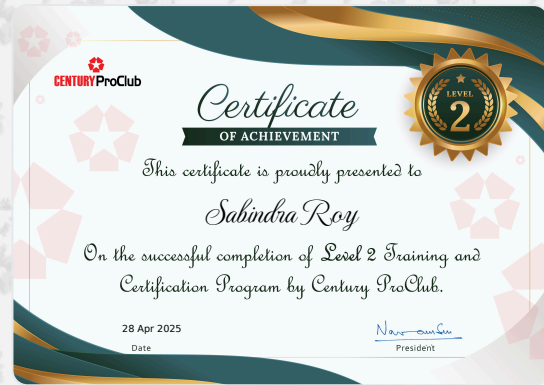 CENTURY ProClub
Certificate
OF ACHIEVEMENT
LEVEL
2
This certificate is proudly presented to
Sabindra Roy
On the successful completion of Level 2 Training and
Certification Program by Century ProClub.
28 Apr 2025
Date
President